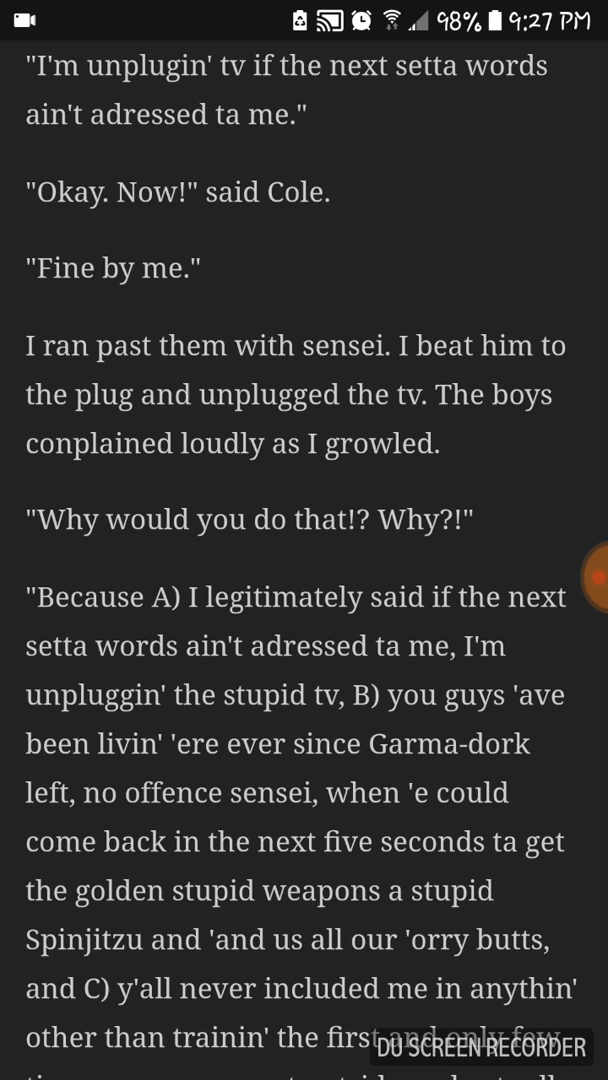 98% 9:27 PM
"I'm unplugin' tv if the next setta words
ain't adressed ta me."
"Okay. Now!" said Cole.
"Fine by me."
I ran past them with sensei. I beat him to
the plug and unplugged the tv. The boys
conplained loudly as I growled.
"Why would you do that!? Why?!"
"Because A) I legitimately said if the next
setta words ain't adressed ta me, I'm
unpluggin' the stupid tv, B) you guys 'ave
been livin' 'ere ever since Garma-dork
left, no offence sensei, when 'e could
come back in the next five seconds ta get
the golden stupid weapons a stupid
Spinjitzu and 'and us all our 'orry butts,
and C) y'all never included me in anythin'
other than trainin' the first and only few
DU SCREEN RECORDER